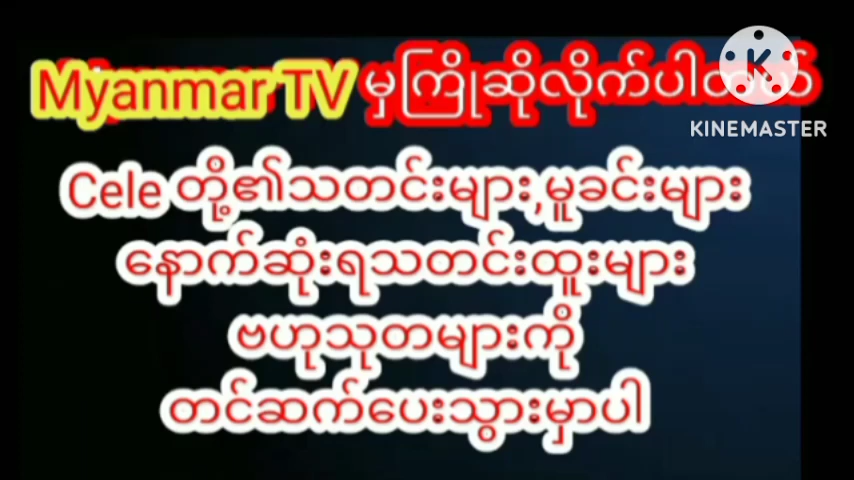 Myanmar TV မှကြိုဆိုလိုက်ပါတယ်
KINEMASTER
Cele တို့၏သတင်းများ,မူခင်းများ
နောက်ဆုံးရသတင်းထူးများ
ဗဟုသုတများကို
တင်ဆက်ပေးသွားမှာပါ